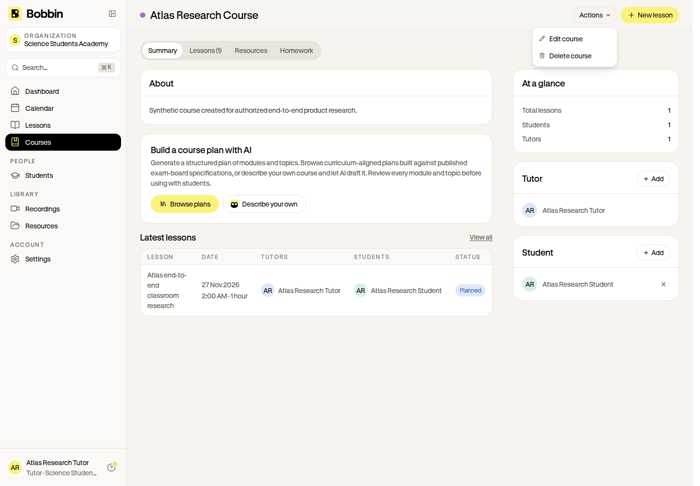 Bobbin
ORGANIZATION
S
Science Students Academy
Search...
⌘ K
Dashboard
Calendar
Lessons
Courses
PEOPLE
Students
LIBRARY
Recordings
Resources
ACCOUNT
Settings
AR
Atlas Research Tutor
Tutor · Science Studen...
Atlas Research Course
Actions
New lesson
Edit course
Delete course
Summary
Lessons (1)
Resources
Homework
About
Synthetic course created for authorized end-to-end product research.
Build a course plan with AI
Generate a structured plan of modules and topics. Browse curriculum-aligned plans built against published
exam-board specifications, or describe your own course and let AI draft it. Review every module and topic before
using with students.
Browse plans
Describe your own
Latest lessons
View all
LESSON DATE TUTORS STUDENTS STATUS
Atlas end-to-
end
classroom
research
27 Nov 2026
2:00 AM · 1 hour
AR Atlas Research Tutor
AR Atlas Research Student
Planned
At a glance
Total lessons 1
Students 1
Tutors 1
Tutor
+ Add
AR Atlas Research Tutor
Student
+ Add
AR Atlas Research Student